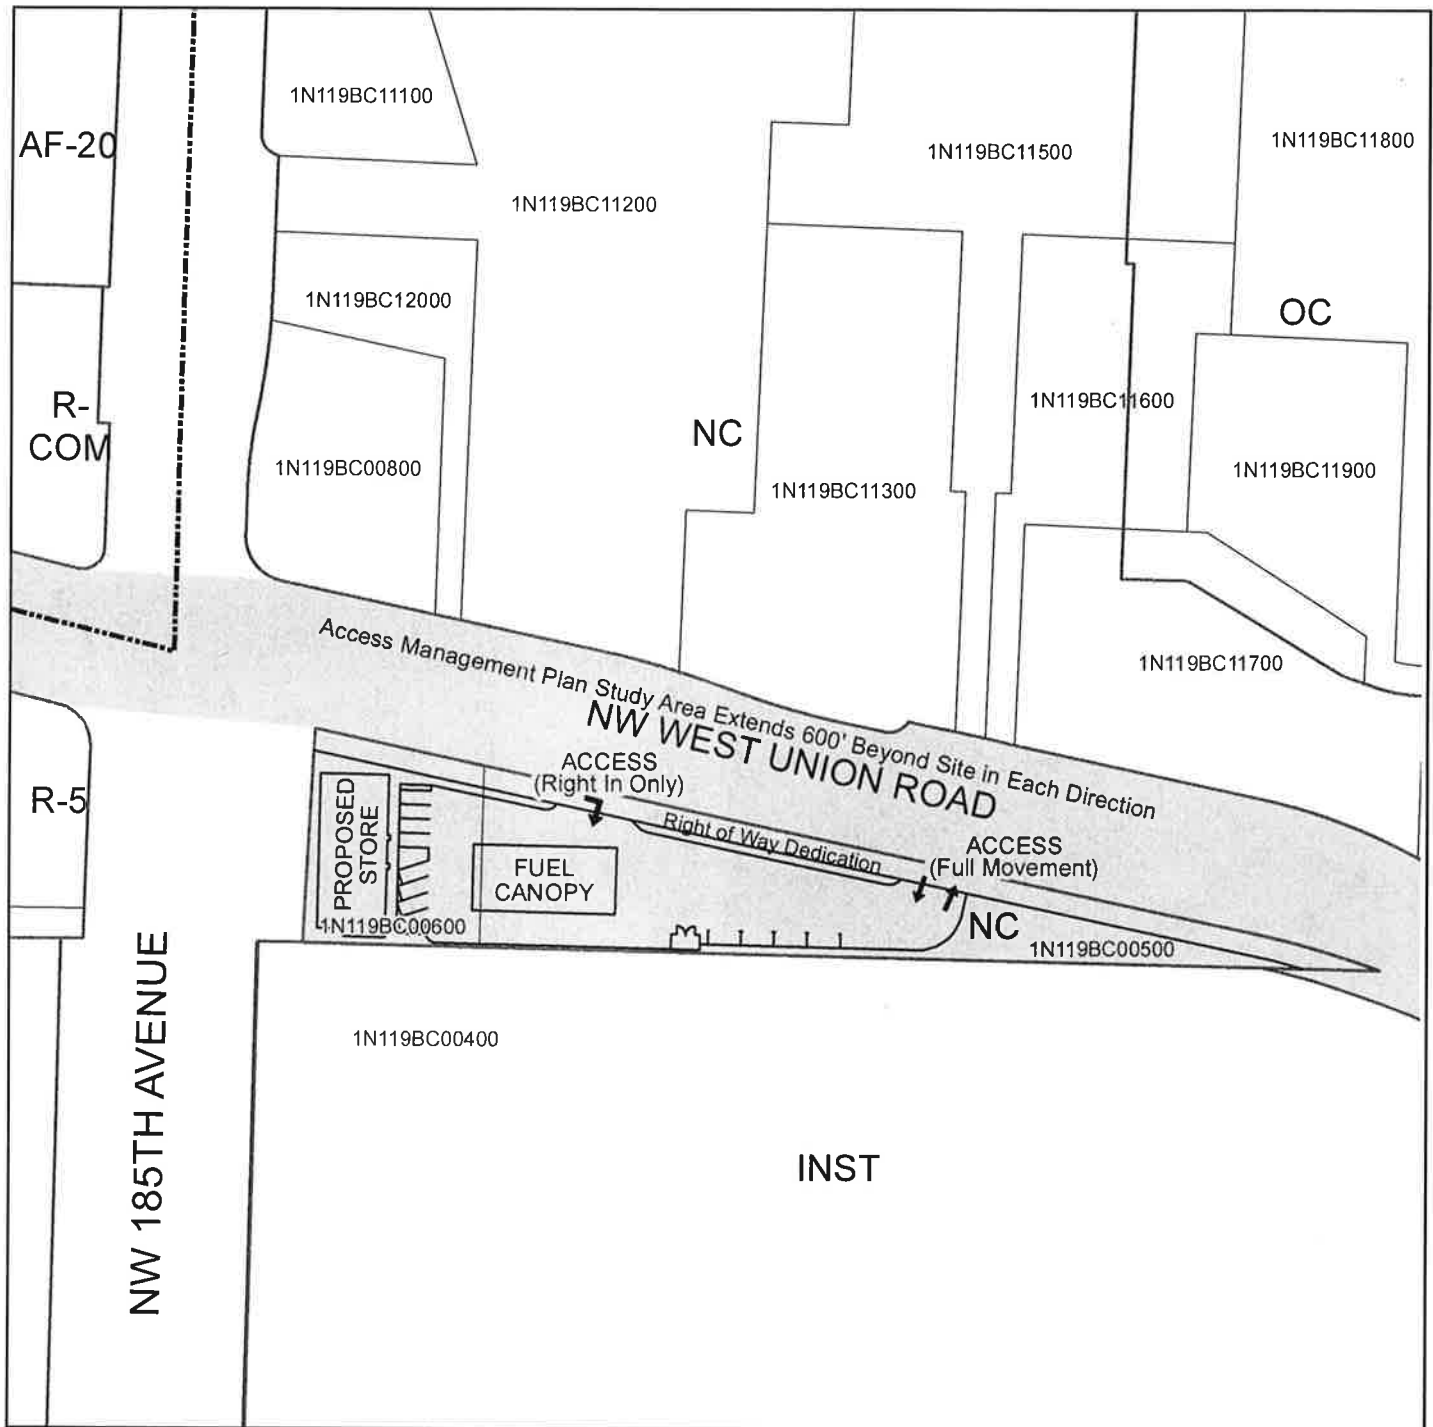 1N119BC11100
AF-20
1N119BC11500
1N119BC11800
1N119BC11200
1N119BC12000
OC
R-
COM
1N119BC11600
NC
1N119BC00800
1N119BC11300
1N119BC11900
Access Management Plan Study Area Extends 600' Beyond Site in Each Direction
NW WEST UNION ROAD
1N119BC11700
ACCESS
(Right In Only)
R-5
PROPOSED
STORE
FUEL
CANOPY
Right of Way Dedication
ACCESS
(Full Movement)
1N119BC00600
NC
1N119BC00500
NW 185TH AVENUE
1N119BC00400
INST